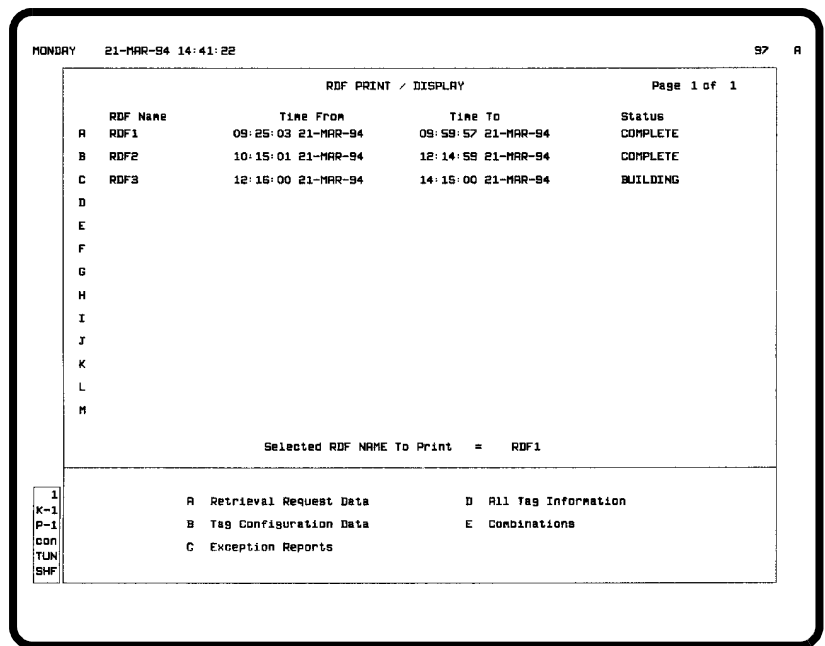 MONDAY 21-MAR-94 14:41:22 97 A
RDF PRINT / DISPLAY Page 1 of 1
RDF Name Time From Time To Status
A RDF1 09:25:03 21-MAR-94 09:59:57 21-MAR-94 COMPLETE
B RDF2 10:15:01 21-MAR-94 12:14:59 21-MAR-94 COMPLETE
C RDF3 12:16:00 21-MAR-94 14:15:00 21-MAR-94 BUILDING
D
E
F
G
H
I
J
K
L
M
Selected RDF NAME To Print = RDF1
1
K-1
P-1
con
TUN
SHF
A Retrieval Request Data D All Tag Information
B Tag Configuration Data E Combinations
C Exception Reports